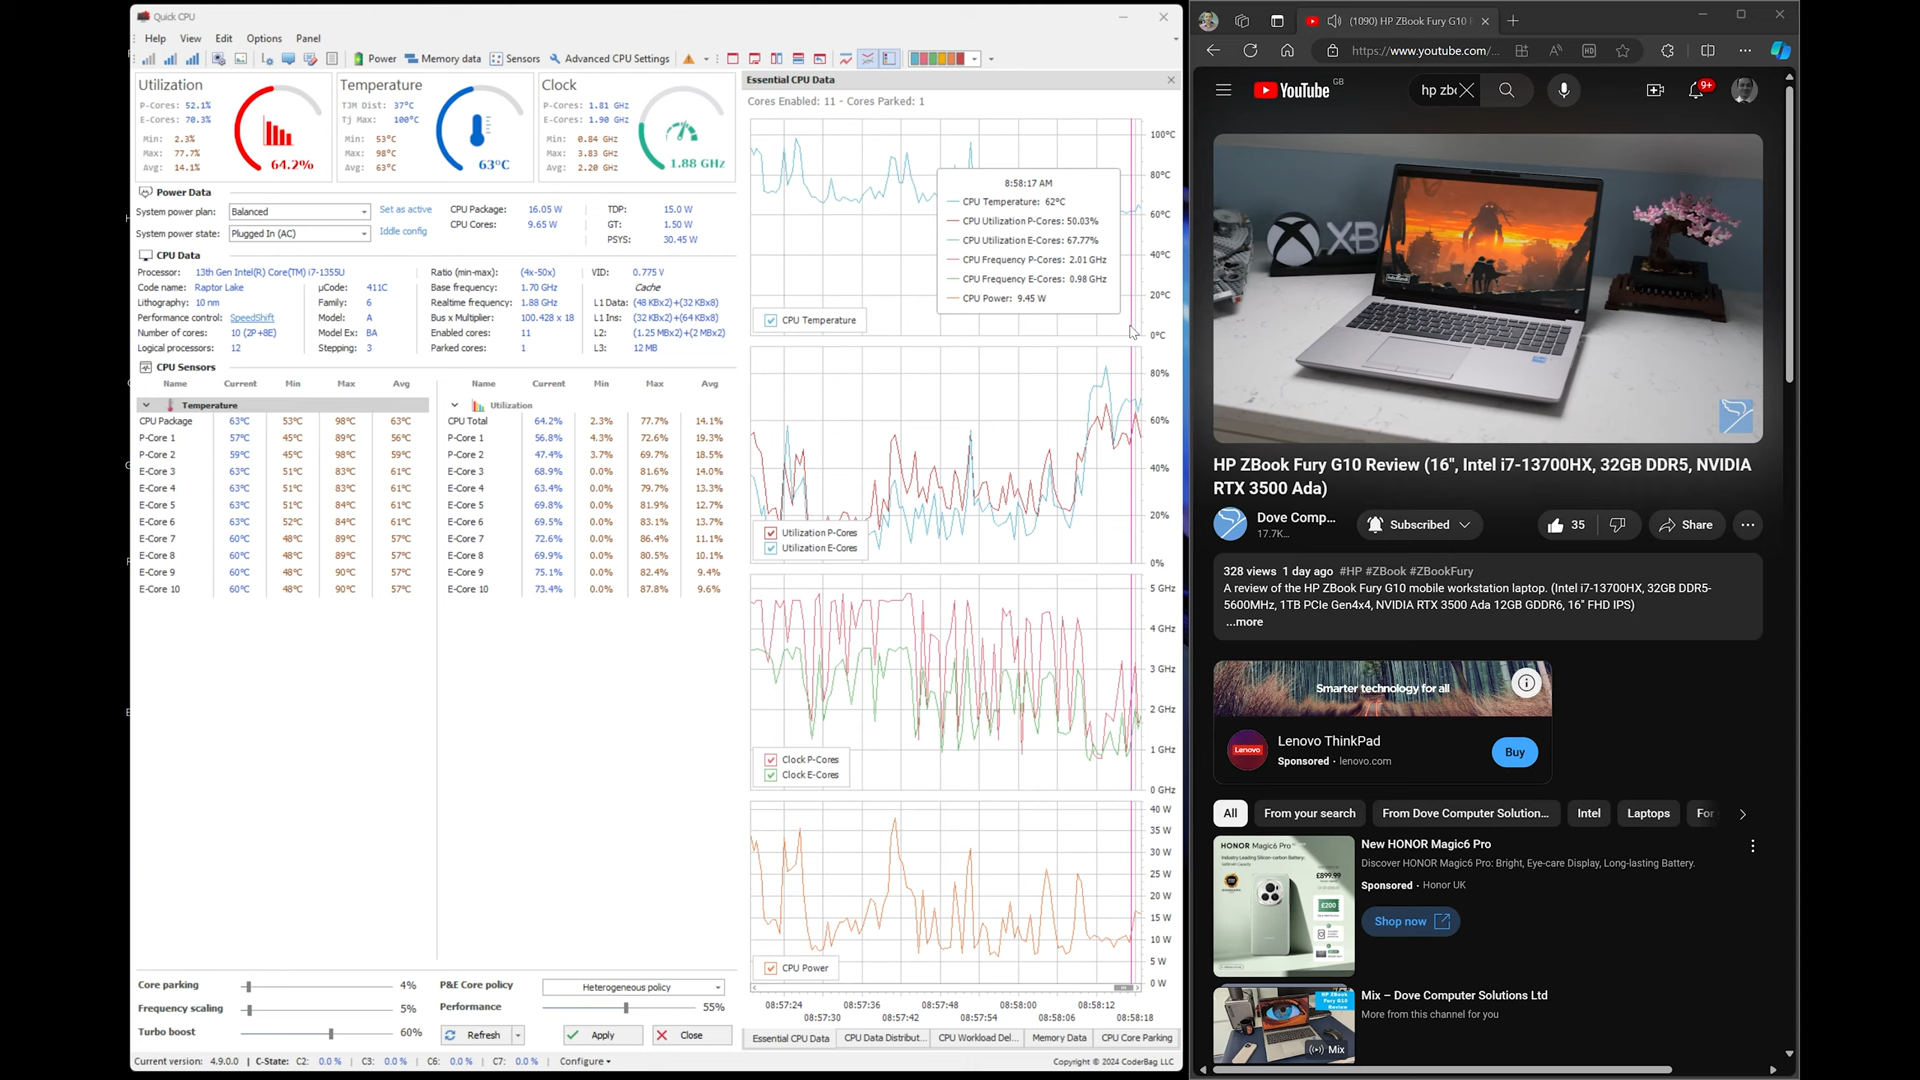 Quick CPU
Help View Edit Options Panel
Power Memory data Sensors Advanced CPU Settings
Utilization
P-Cores: 52.1%
E-Cores: 70.3%
Min: 2.3%
Max: 77.7%
Avg: 14.1%
64.2%
Temperature
TJM Dist: 37°C
Tj Max: 100°C
Min: 53°C
Max: 98°C
Avg: 63°C
63°C
Clock
P-Cores: 1.81 GHz
E-Cores: 1.90 GHz
Min: 0.84 GHz
Max: 3.83 GHz
Avg: 2.20 GHz
1.88 GHz
Power Data
System power plan: Balanced Set as active
System power state: Plugged In (AC) Iddle config
CPU Package: 16.05 W
CPU Cores: 9.65 W
TDP: 15.0 W
GT: 1.50 W
PSYS: 30.45 W
CPU Data
Processor: 13th Gen Intel(R) Core(TM) i7-1355U
Code name: Raptor Lake
Lithography: 10 nm
Performance control: SpeedShift
Number of cores: 10 (2P+8E)
Logical processors: 12
µCode: 411C
Family: 6
Model: A
Model Ex: BA
Stepping: 3
Ratio (min-max): (4x-50x)
Base frequency: 1.70 GHz
Realtime frequency: 1.88 GHz
Bus x Multiplier: 100.428 x 18
Enabled cores: 11
Parked cores: 1
VID: 0.775 V
Cache
L1 Data: (48 KBx2)+(32 KBx8)
L1 Ins: (32 KBx2)+(64 KBx8)
L2: (1.25 MBx2)+(2 MBx2)
L3: 12 MB
CPU Sensors
Name Current Min Max Avg
Temperature
CPU Package 63°C 53°C 98°C 63°C
P-Core 1 57°C 45°C 89°C 56°C
P-Core 2 59°C 45°C 98°C 59°C
E-Core 3 63°C 51°C 83°C 61°C
E-Core 4 63°C 51°C 83°C 61°C
E-Core 5 63°C 51°C 84°C 61°C
E-Core 6 63°C 52°C 84°C 61°C
E-Core 7 60°C 48°C 89°C 57°C
E-Core 8 60°C 48°C 89°C 57°C
E-Core 9 60°C 48°C 90°C 57°C
E-Core 10 60°C 48°C 90°C 57°C
Name Current Min Max Avg
Utilization
CPU Total 64.2% 2.3% 77.7% 14.1%
P-Core 1 56.8% 4.3% 72.6% 19.3%
P-Core 2 47.4% 3.7% 69.7% 18.5%
E-Core 3 68.9% 0.0% 81.6% 14.0%
E-Core 4 63.4% 0.0% 79.7% 13.3%
E-Core 5 69.8% 0.0% 81.9% 12.7%
E-Core 6 69.5% 0.0% 83.1% 13.7%
E-Core 7 72.6% 0.0% 86.4% 11.1%
E-Core 8 69.9% 0.0% 80.5% 10.1%
E-Core 9 75.1% 0.0% 82.4% 9.4%
E-Core 10 73.4% 0.0% 87.8% 9.6%
Core parking 4%
Frequency scaling 5%
Turbo boost 60%
P&E Core policy Heterogeneous policy
Performance 55%
Refresh Apply Close
Current version: 4.9.0.0 C-State: C2: 0.0 % C3: 0.0 % C6: 0.0 % C7: 0.0 % Configure
Essential CPU Data
Cores Enabled: 11 - Cores Parked: 1
100°C
80°C
60°C
40°C
20°C
0°C
8:58:17 AM
CPU Temperature: 62°C
CPU Utilization P-Cores: 50.03%
CPU Utilization E-Cores: 67.77%
CPU Frequency P-Cores: 2.01 GHz
CPU Frequency E-Cores: 0.98 GHz
CPU Power: 9.45 W
CPU Temperature
80%
60%
40%
20%
0%
Utilization P-Cores
Utilization E-Cores
5 GHz
4 GHz
3 GHz
2 GHz
1 GHz
0 GHz
Clock P-Cores
Clock E-Cores
40 W
35 W
30 W
25 W
20 W
15 W
10 W
5 W
0 W
CPU Power
08:57:24 08:57:36 08:57:48 08:58:00 08:58:12
08:57:30 08:57:42 08:57:54 08:58:06 08:58:18
Essential CPU Data CPU Data Distribut... CPU Workload Del... Memory Data CPU Core Parking
Copyright © 2024 CoderBag LLC
(1090) HP ZBook Fury G10 R
https://www.youtube.com/...
YouTube GB
hp zb
9+
XB
HP ZBook Fury G10 Review (16", Intel i7-13700HX, 32GB DDR5, NVIDIA
RTX 3500 Ada)
Dove Comp...
17.7K...
Subscribed
35
Share
328 views 1 day ago #HP #ZBook #ZBookFury
A review of the HP ZBook Fury G10 mobile workstation laptop. (Intel i7-13700HX, 32GB DDR5-
5600MHz, 1TB PCIe Gen4x4, NVIDIA RTX 3500 Ada 12GB GDDR6, 16" FHD IPS)
...more
Smarter technology for all
Lenovo
Lenovo ThinkPad
Sponsored · lenovo.com
Buy
All From your search From Dove Computer Solution... Intel Laptops For
HONOR Magic6 Pro
£899.99
£200
New HONOR Magic6 Pro
Discover HONOR Magic6 Pro: Bright, Eye-care Display, Long-lasting Battery.
Sponsored · Honor UK
Shop now
HP ZBook
Fury G10
Review
Mix
Mix – Dove Computer Solutions Ltd
More from this channel for you